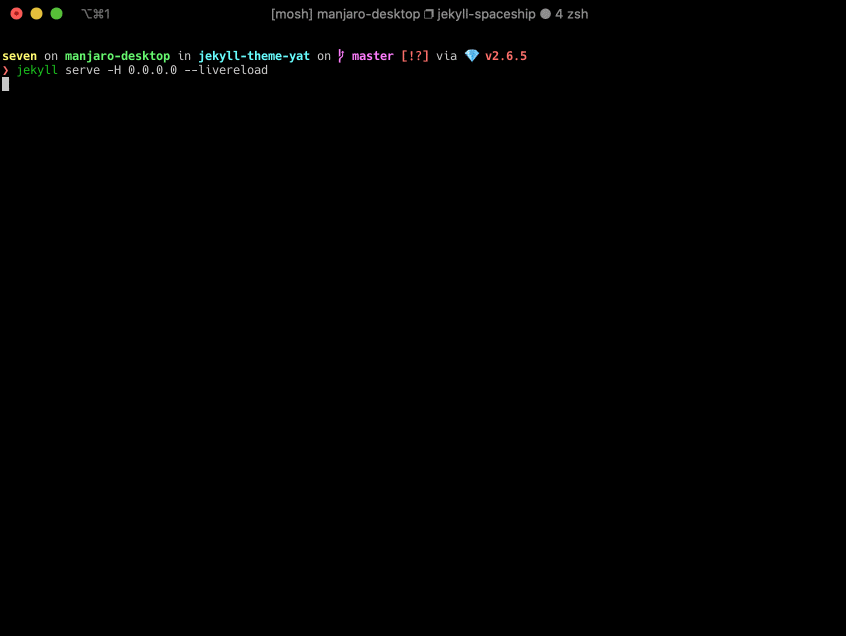 ⌥⌘1 [mosh] manjaro-desktop ❐ jekyll-spaceship ● 4 zsh
seven on manjaro-desktop in jekyll-theme-yat on master [!?] via 💎 v2.6.5
❯ jekyll serve -H 0.0.0.0 --livereload